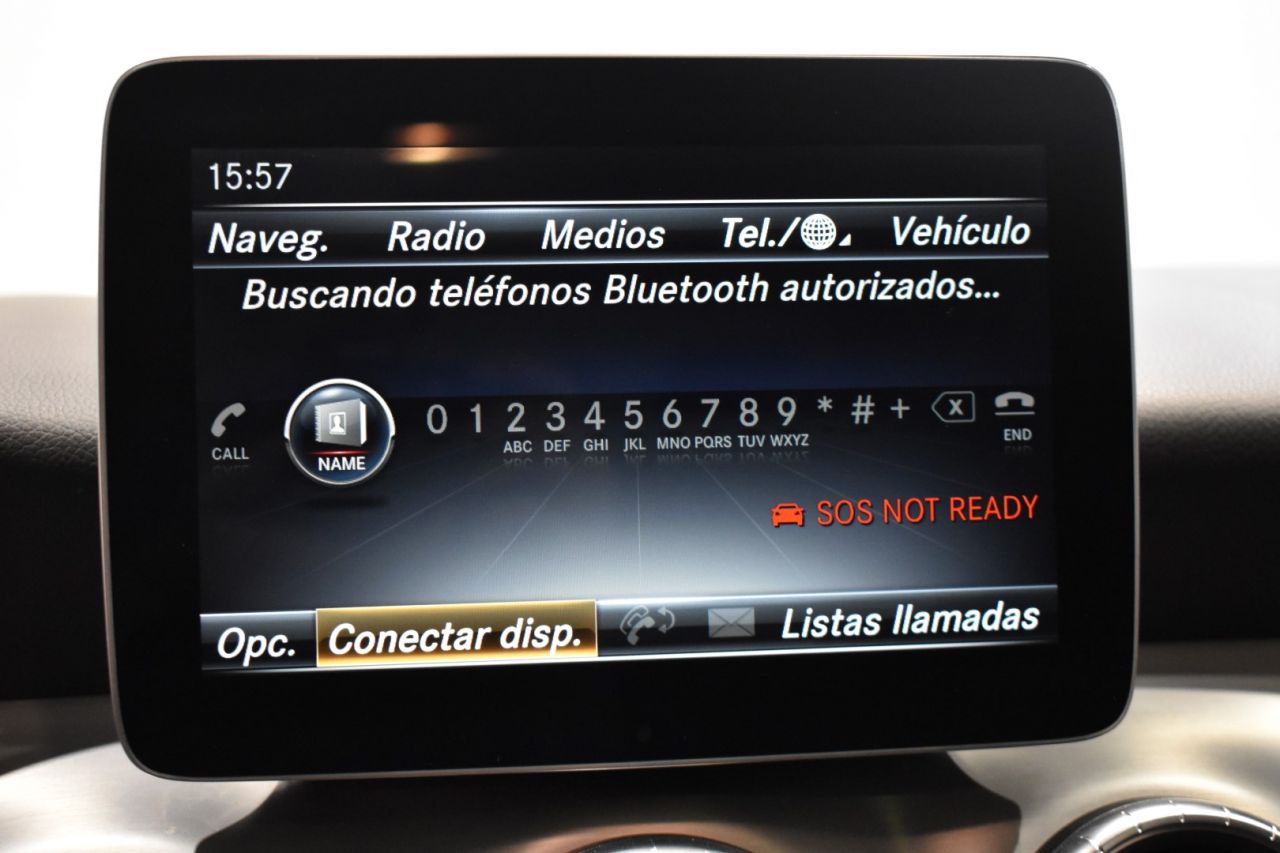 15:57
Naveg. Radio Medios Tel./ Vehículo
Buscando teléfonos Bluetooth autorizados...
0 1 2 3 4 5 6 7 8 9 * # + X
CALL NAME ABC DEF GHI JKL MNO PQRS TUV WXYZ END
SOS NOT READY
Opc. Conectar disp. Listas llamadas